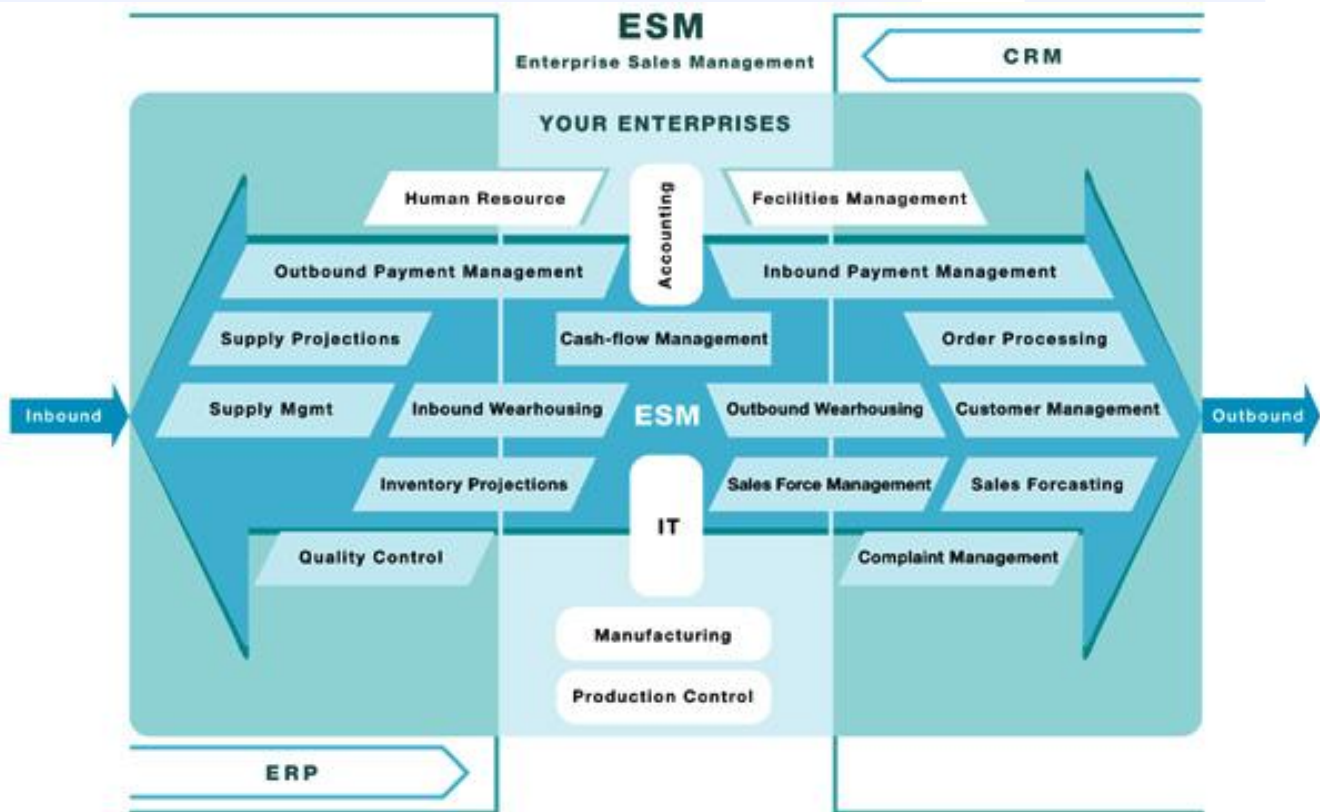 ESM
Enterprise Sales Management
CRM
YOUR ENTERPRISES
Human Resource
Accounting
Fecilities Management
Outbound Payment Management
Inbound Payment Management
Supply Projections
Cash-flow Management
Order Processing
Inbound
Supply Mgmt
Inbound Wearhousing
ESM
Outbound Wearhousing
Customer Management
Outbound
Inventory Projections
Sales Force Management
Sales Forcasting
IT
Quality Control
Complaint Management
Manufacturing
Production Control
ERP